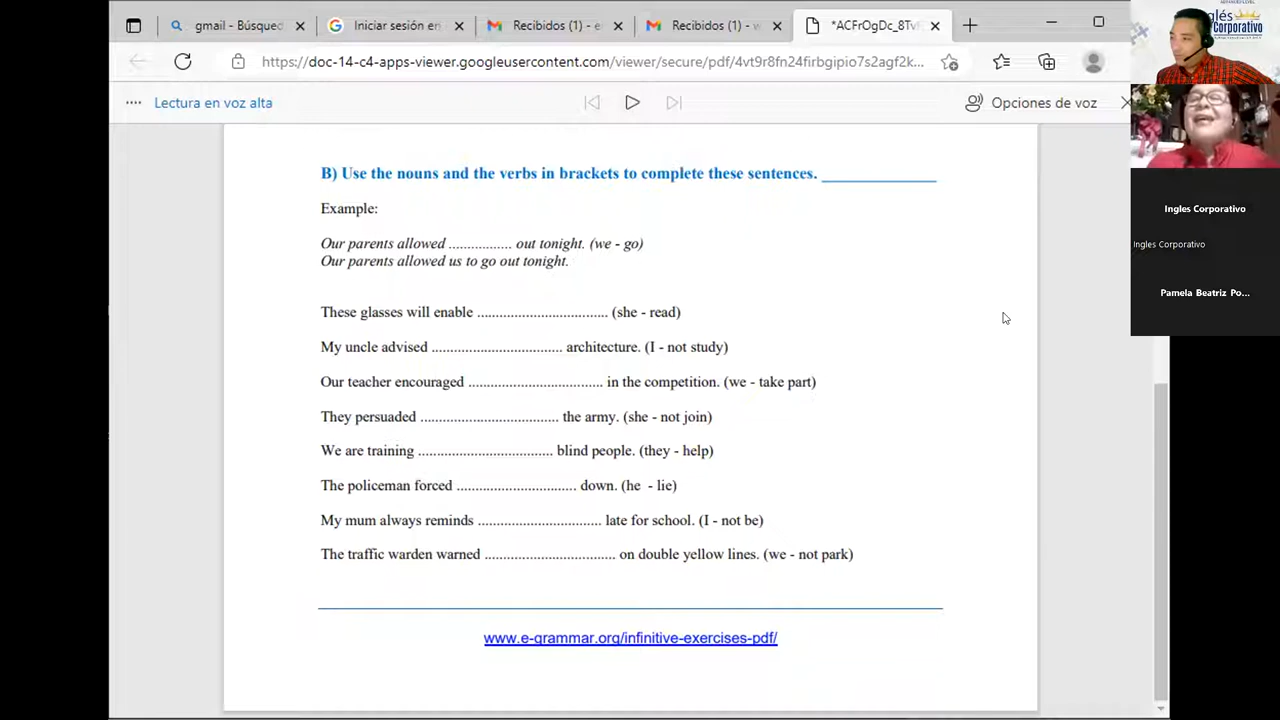 gmail - Búsqued
Iniciar sesión en
Recibidos (1) - e
Recibidos (1) - w
*ACFrOgDc_8Tv
https://doc-14-c4-apps-viewer.googleusercontent.com/viewer/secure/pdf/4vt9r8fn24firbgipio7s2agf2k...
Lectura en voz alta
Opciones de voz
B) Use the nouns and the verbs in brackets to complete these sentences. ______________
Example:
Our parents allowed ................ out tonight. (we - go)
Our parents allowed us to go out tonight.
These glasses will enable .................................. (she - read)
My uncle advised .................................. architecture. (I - not study)
Our teacher encouraged ................................... in the competition. (we - take part)
They persuaded .................................... the army. (she - not join)
We are training ................................... blind people. (they - help)
The policeman forced ............................... down. (he - lie)
My mum always reminds ................................ late for school. (I - not be)
The traffic warden warned .................................. on double yellow lines. (we - not park)
www.e-grammar.org/infinitive-exercises-pdf/
Inglés
Corporativo
Ingles Corporativo
Ingles Corporativo
Pamela Beatriz Po...